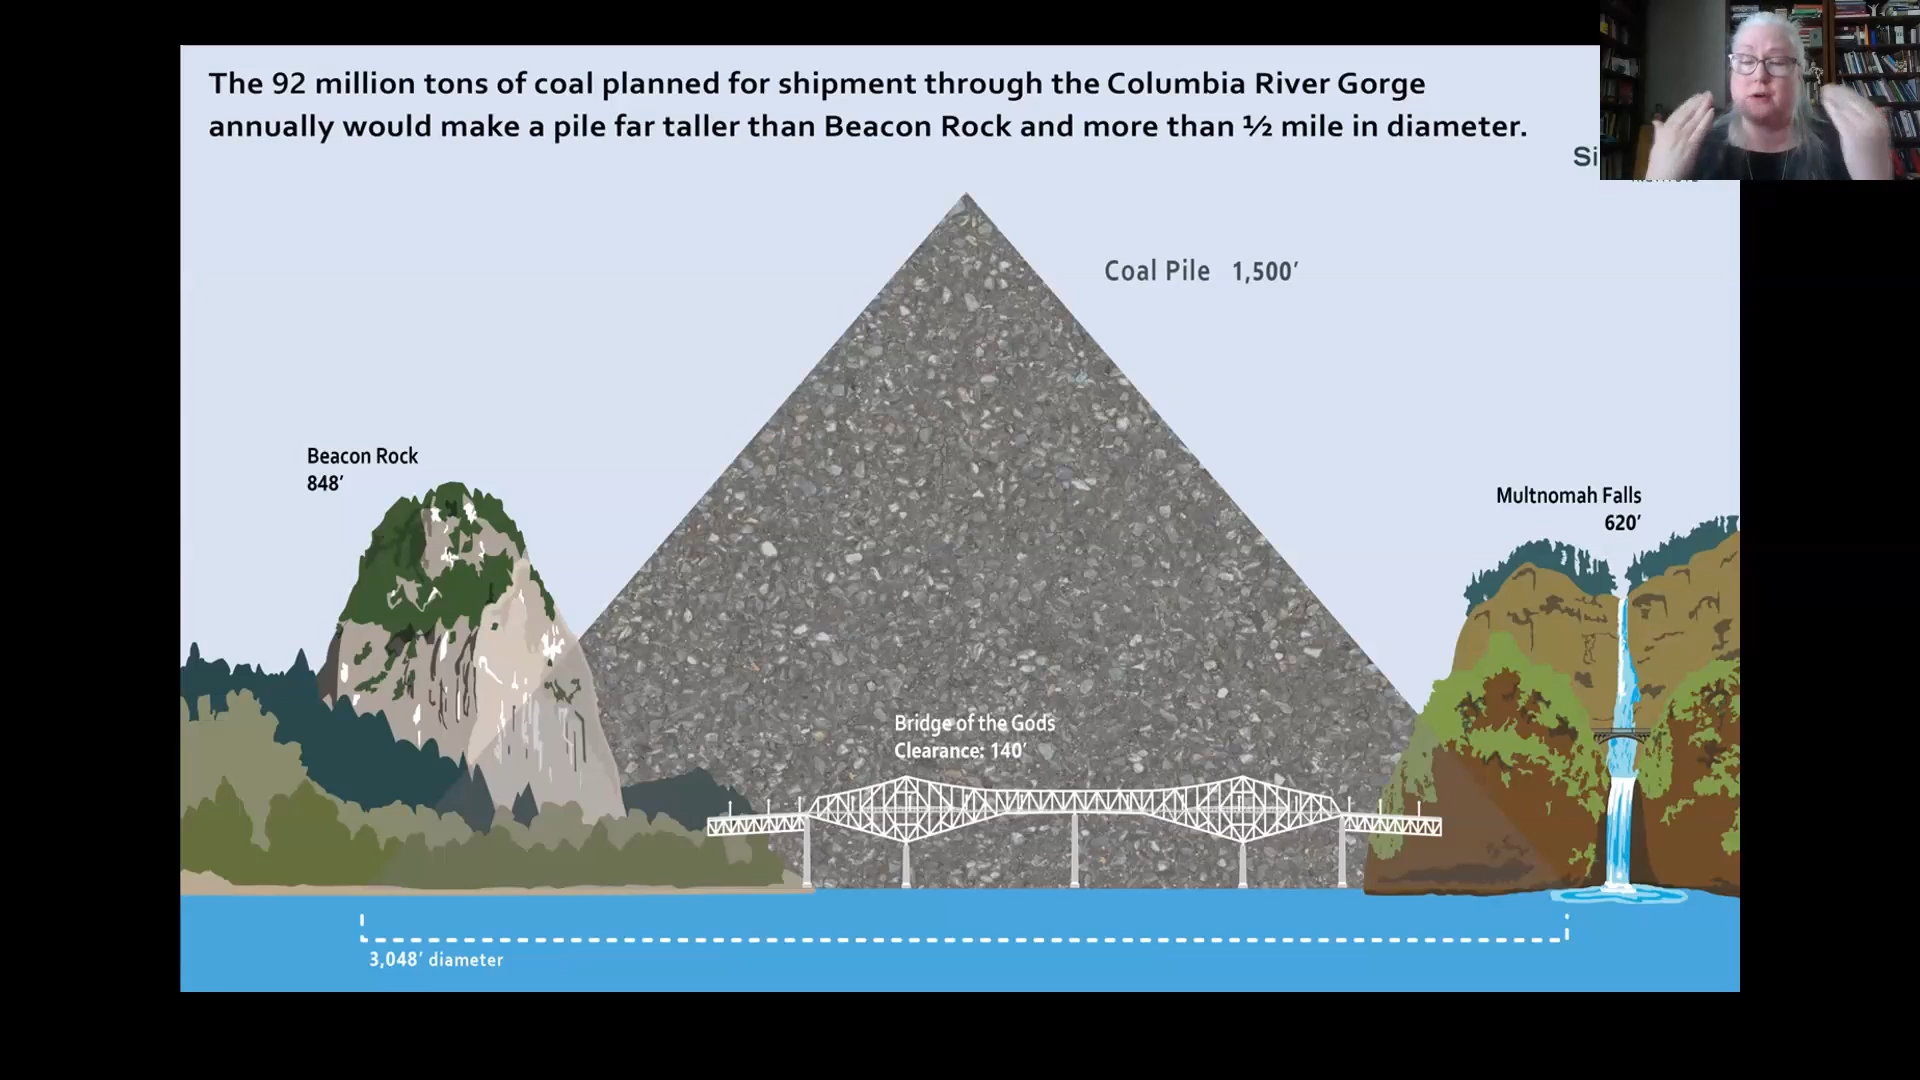 The 92 million tons of coal planned for shipment through the Columbia River Gorge
annually would make a pile far taller than Beacon Rock and more than ½ mile in diameter.
Si
Coal Pile 1,500′
Beacon Rock
848′
Multnomah Falls
620′
Bridge of the Gods
Clearance: 140′
3,048′ diameter